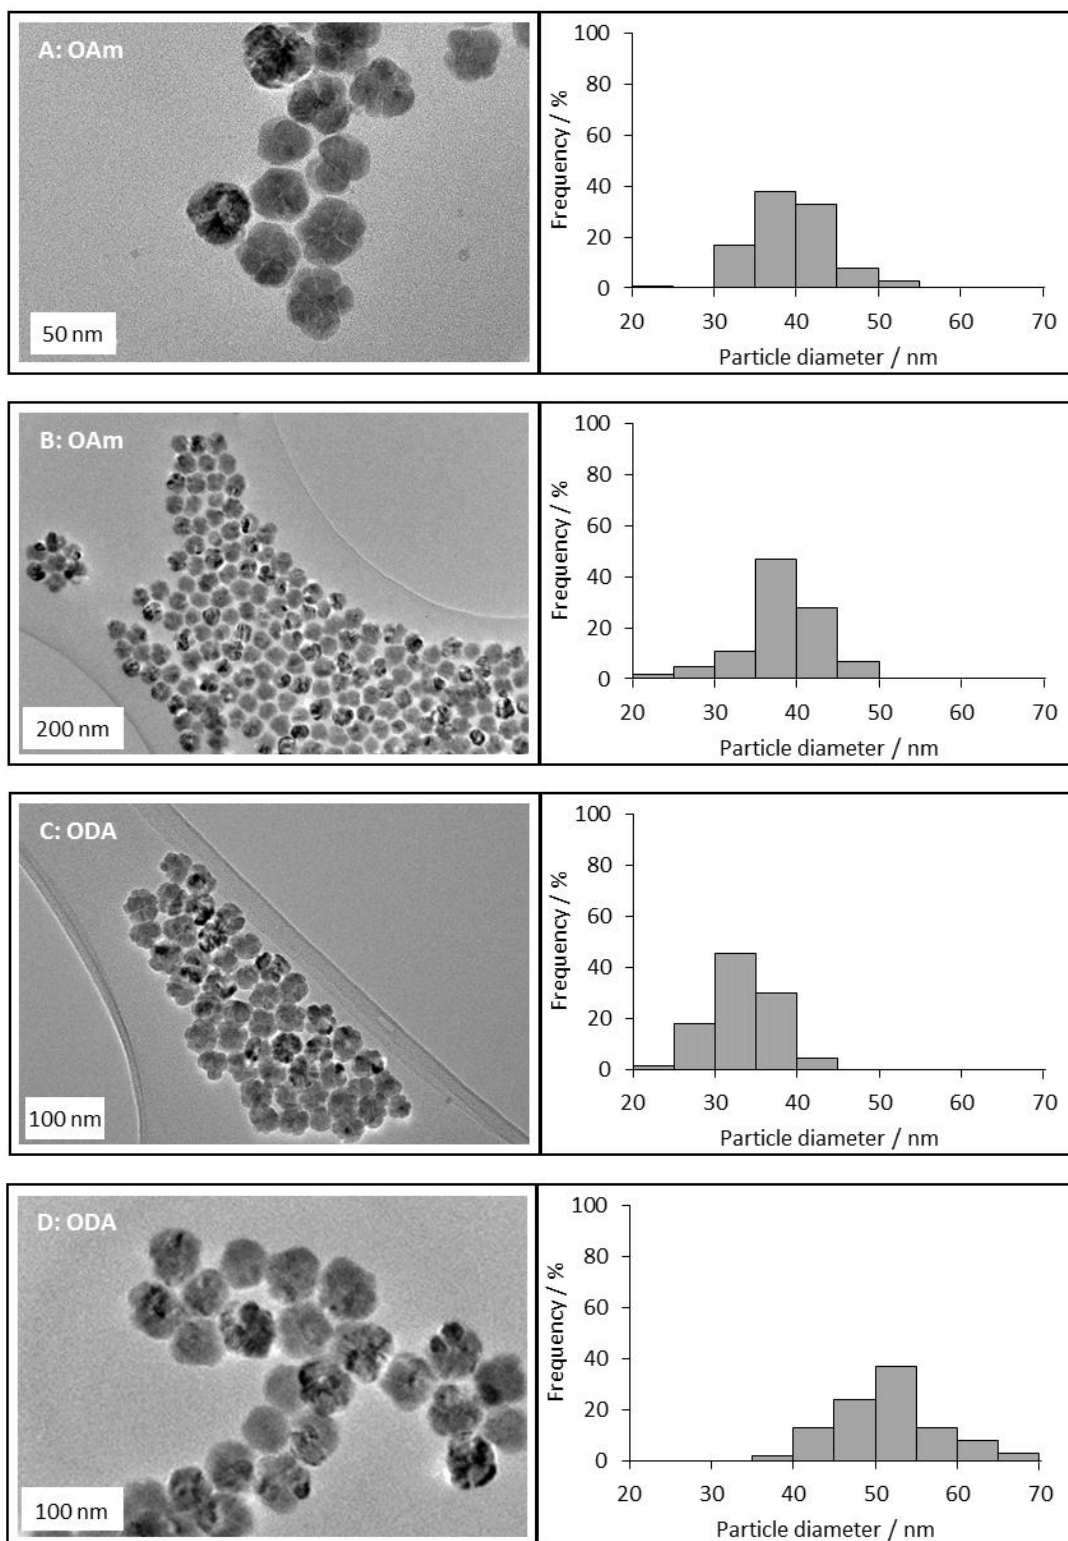 A: OAm
50 nm
Frequency / %
100
80
60
40
20
0
20 30 40 50 60 70
Particle diameter / nm
B: OAm
200 nm
Frequency / %
100
80
60
40
20
0
20 30 40 50 60 70
Particle diameter / nm
C: ODA
100 nm
Frequency / %
100
80
60
40
20
0
20 30 40 50 60 70
Particle diameter / nm
D: ODA
100 nm
Frequency / %
100
80
60
40
20
0
20 30 40 50 60 70
Particle diameter / nm